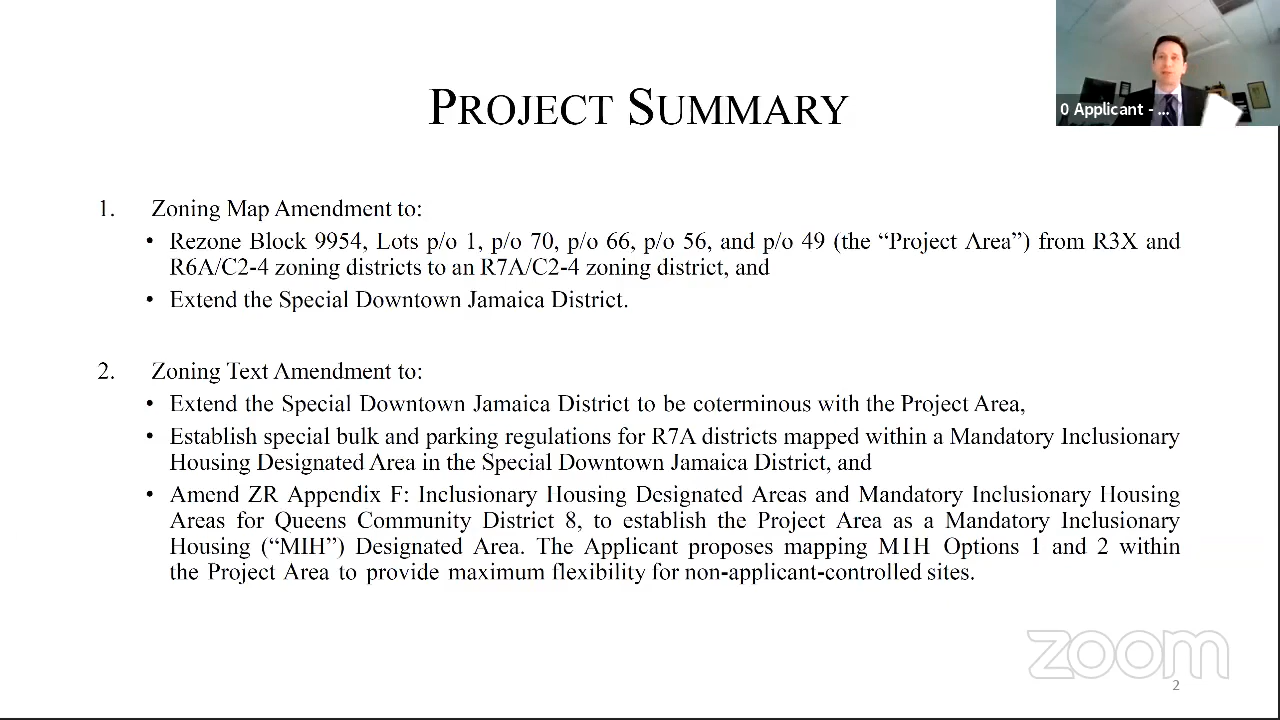 0 Applicant - ...
PROJECT SUMMARY
1. Zoning Map Amendment to:
• Rezone Block 9954, Lots p/o 1, p/o 70, p/o 66, p/o 56, and p/o 49 (the “Project Area”) from R3X and
R6A/C2-4 zoning districts to an R7A/C2-4 zoning district, and
• Extend the Special Downtown Jamaica District.
2. Zoning Text Amendment to:
• Extend the Special Downtown Jamaica District to be coterminous with the Project Area,
• Establish special bulk and parking regulations for R7A districts mapped within a Mandatory Inclusionary
Housing Designated Area in the Special Downtown Jamaica District, and
• Amend ZR Appendix F: Inclusionary Housing Designated Areas and Mandatory Inclusionary Housing
Areas for Queens Community District 8, to establish the Project Area as a Mandatory Inclusionary
Housing (“MIH”) Designated Area. The Applicant proposes mapping MIH Options 1 and 2 within
the Project Area to provide maximum flexibility for non-applicant-controlled sites.
zoom
2